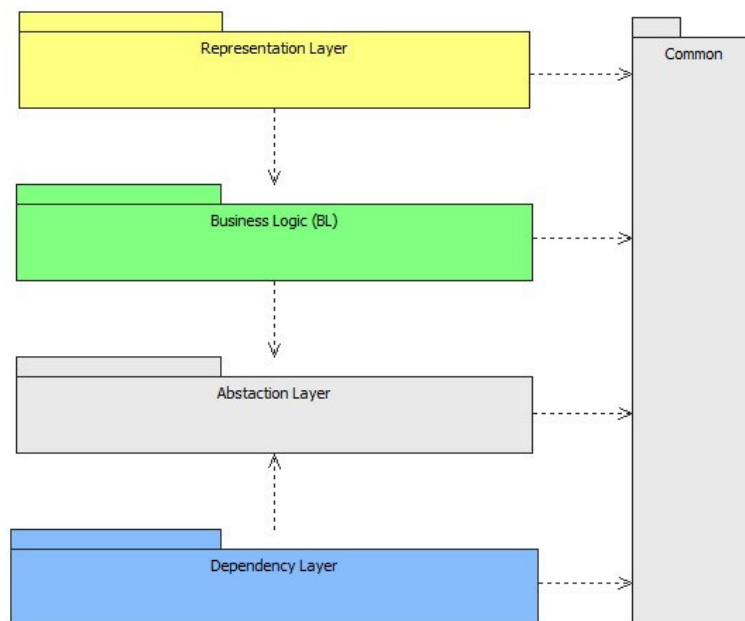 Representation Layer
Common
Business Logic (BL)
Abstaction Layer
Dependency Layer